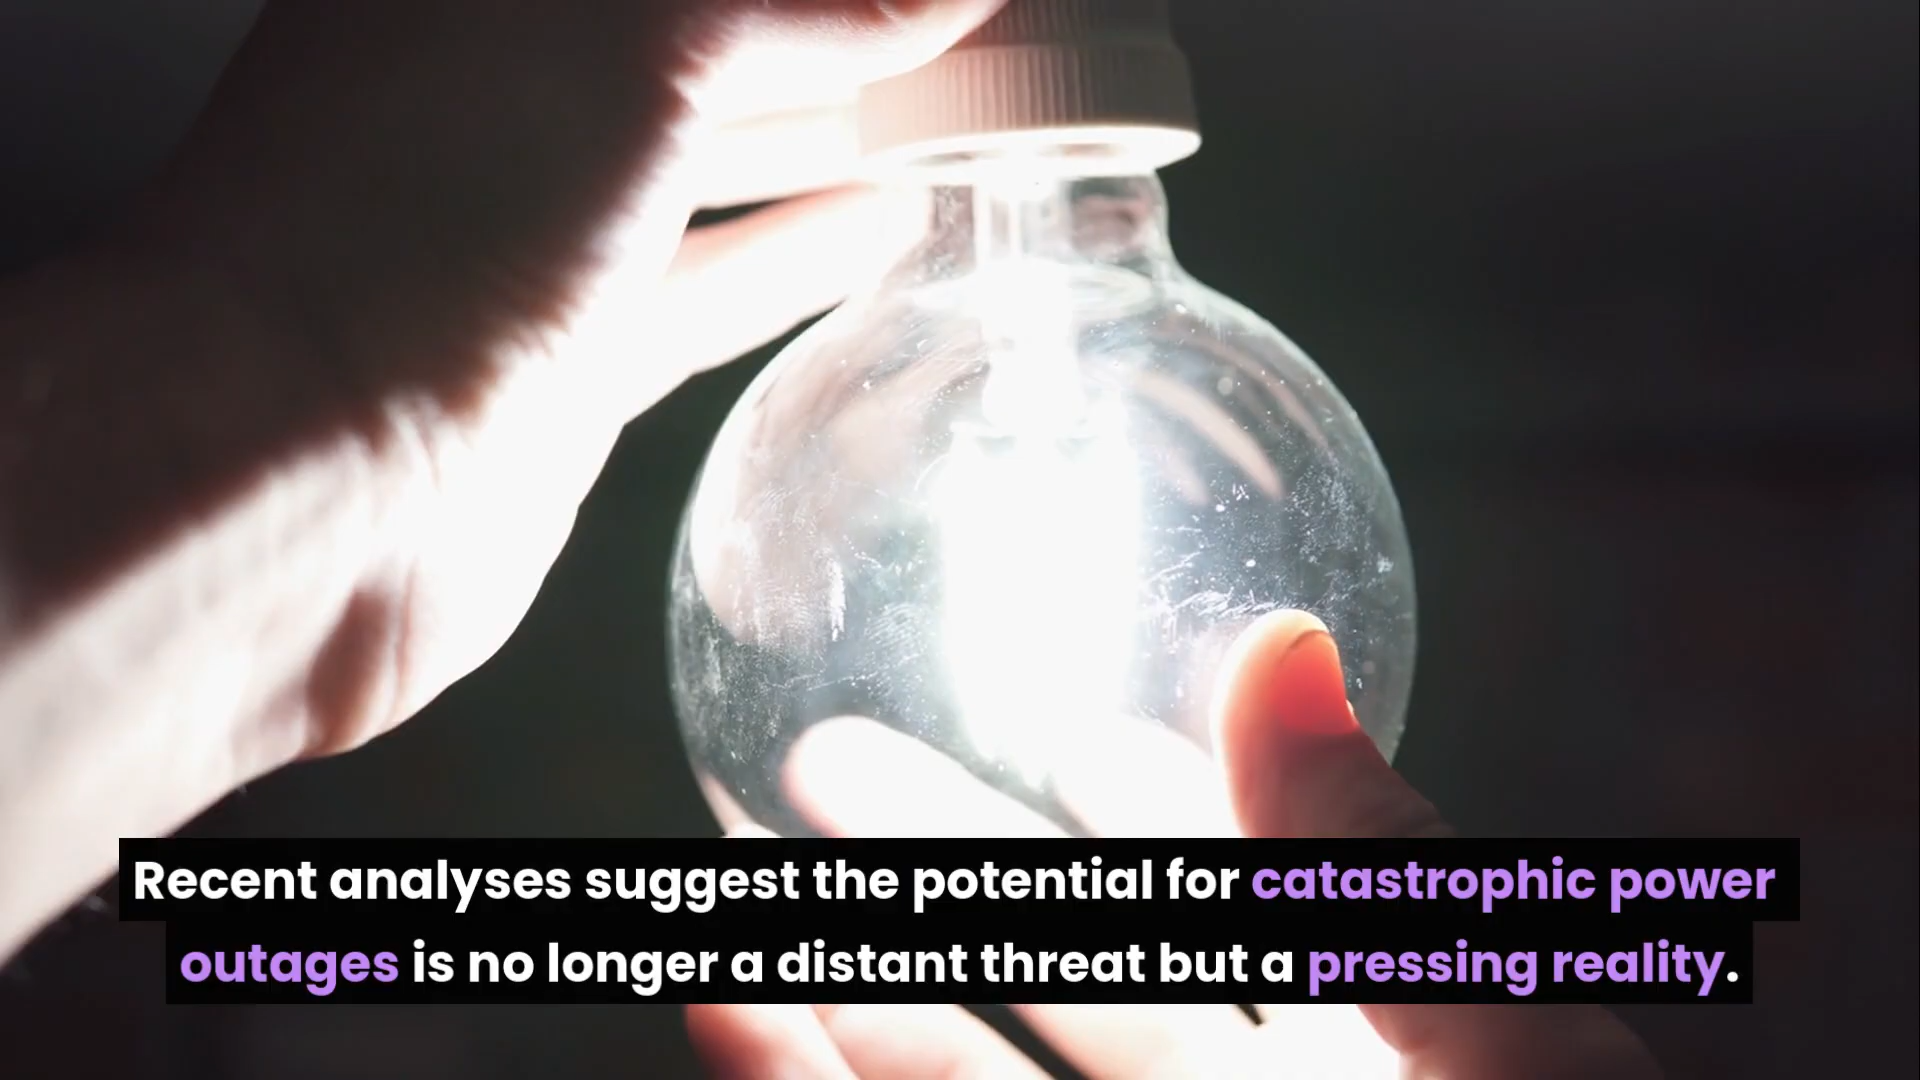 Recent analyses suggest the potential for catastrophic power
outages is no longer a distant threat but a pressing reality.